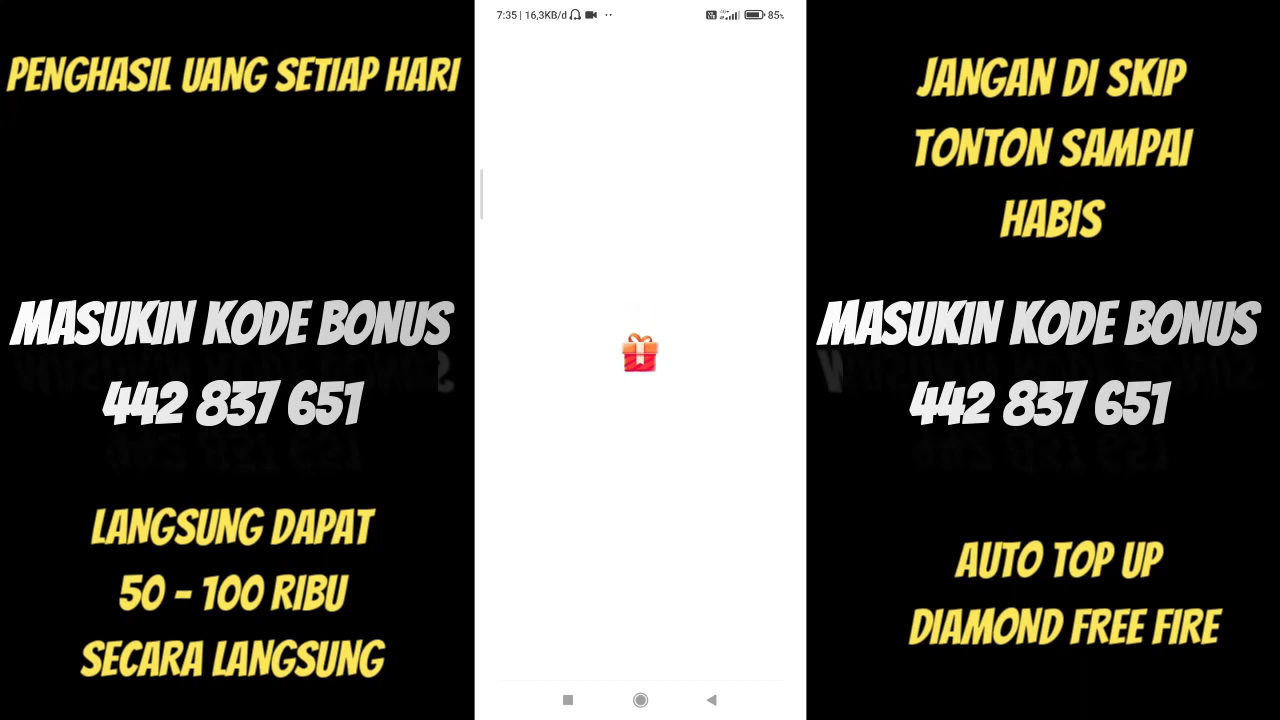 7:35 | 16,3KB/d
85%
PENGHASIL UANG SETIAP HARI
MASUKIN KODE BONUS
442 837 651
LANGSUNG DAPAT
50 - 100 RIBU
SECARA LANGSUNG
JANGAN DI SKIP
TONTON SAMPAI
HABIS
MASUKIN KODE BONUS
442 837 651
AUTO TOP UP
DIAMOND FREE FIRE